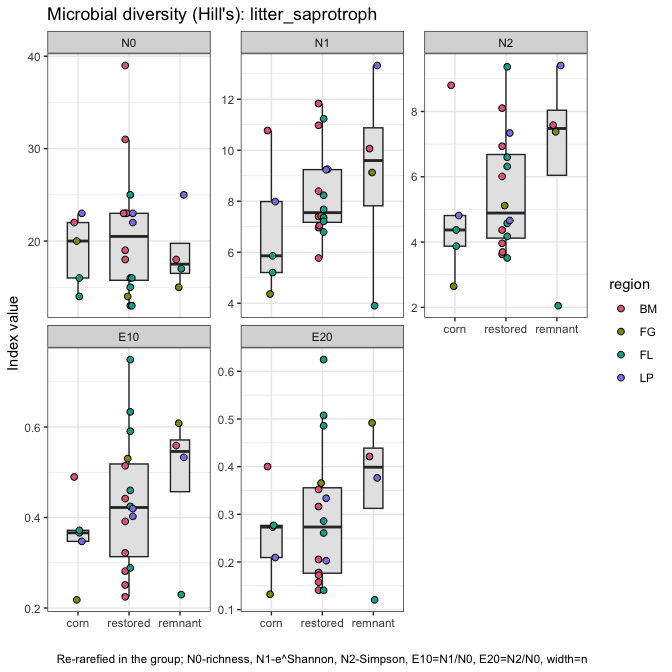 Microbial diversity (Hill's): litter_saprotroph
N0
N1
N2
40
30
20
12
10
8
6
4
8
6
4
2
corn restored remnant
Index value
region
BM
FG
FL
LP
E10
E20
0.6
0.4
0.2
0.6
0.5
0.4
0.3
0.2
0.1
corn restored remnant
corn restored remnant
Re-rarefied in the group; N0-richness, N1-e^Shannon, N2-Simpson, E10=N1/N0, E20=N2/N0, width=n